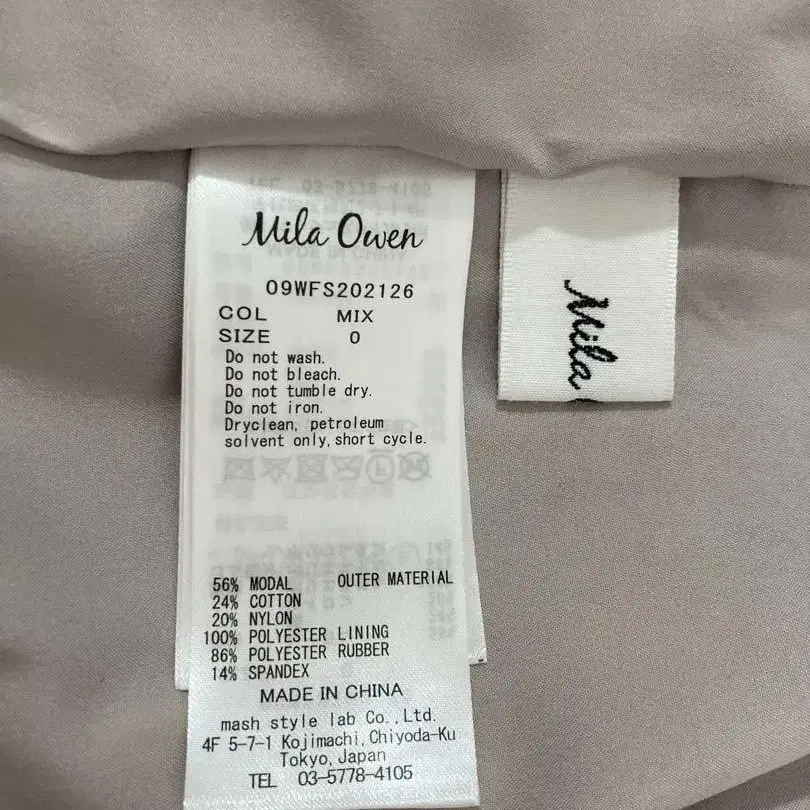 Mila Owen
09WFS202126
COL MIX
SIZE 0
Do not wash.
Do not bleach.
Do not tumble dry.
Do not iron.
Dryclean, petroleum
solvent only, short cycle.
56% MODAL OUTER MATERIAL
24% COTTON
20% NYLON
100% POLYESTER LINING
86% POLYESTER RUBBER
14% SPANDEX
MADE IN CHINA
mash style lab Co.,Ltd.
4F 5-7-1 Kojimachi,Chiyoda-Ku
Tokyo,Japan
TEL 03-5778-4105
Mila